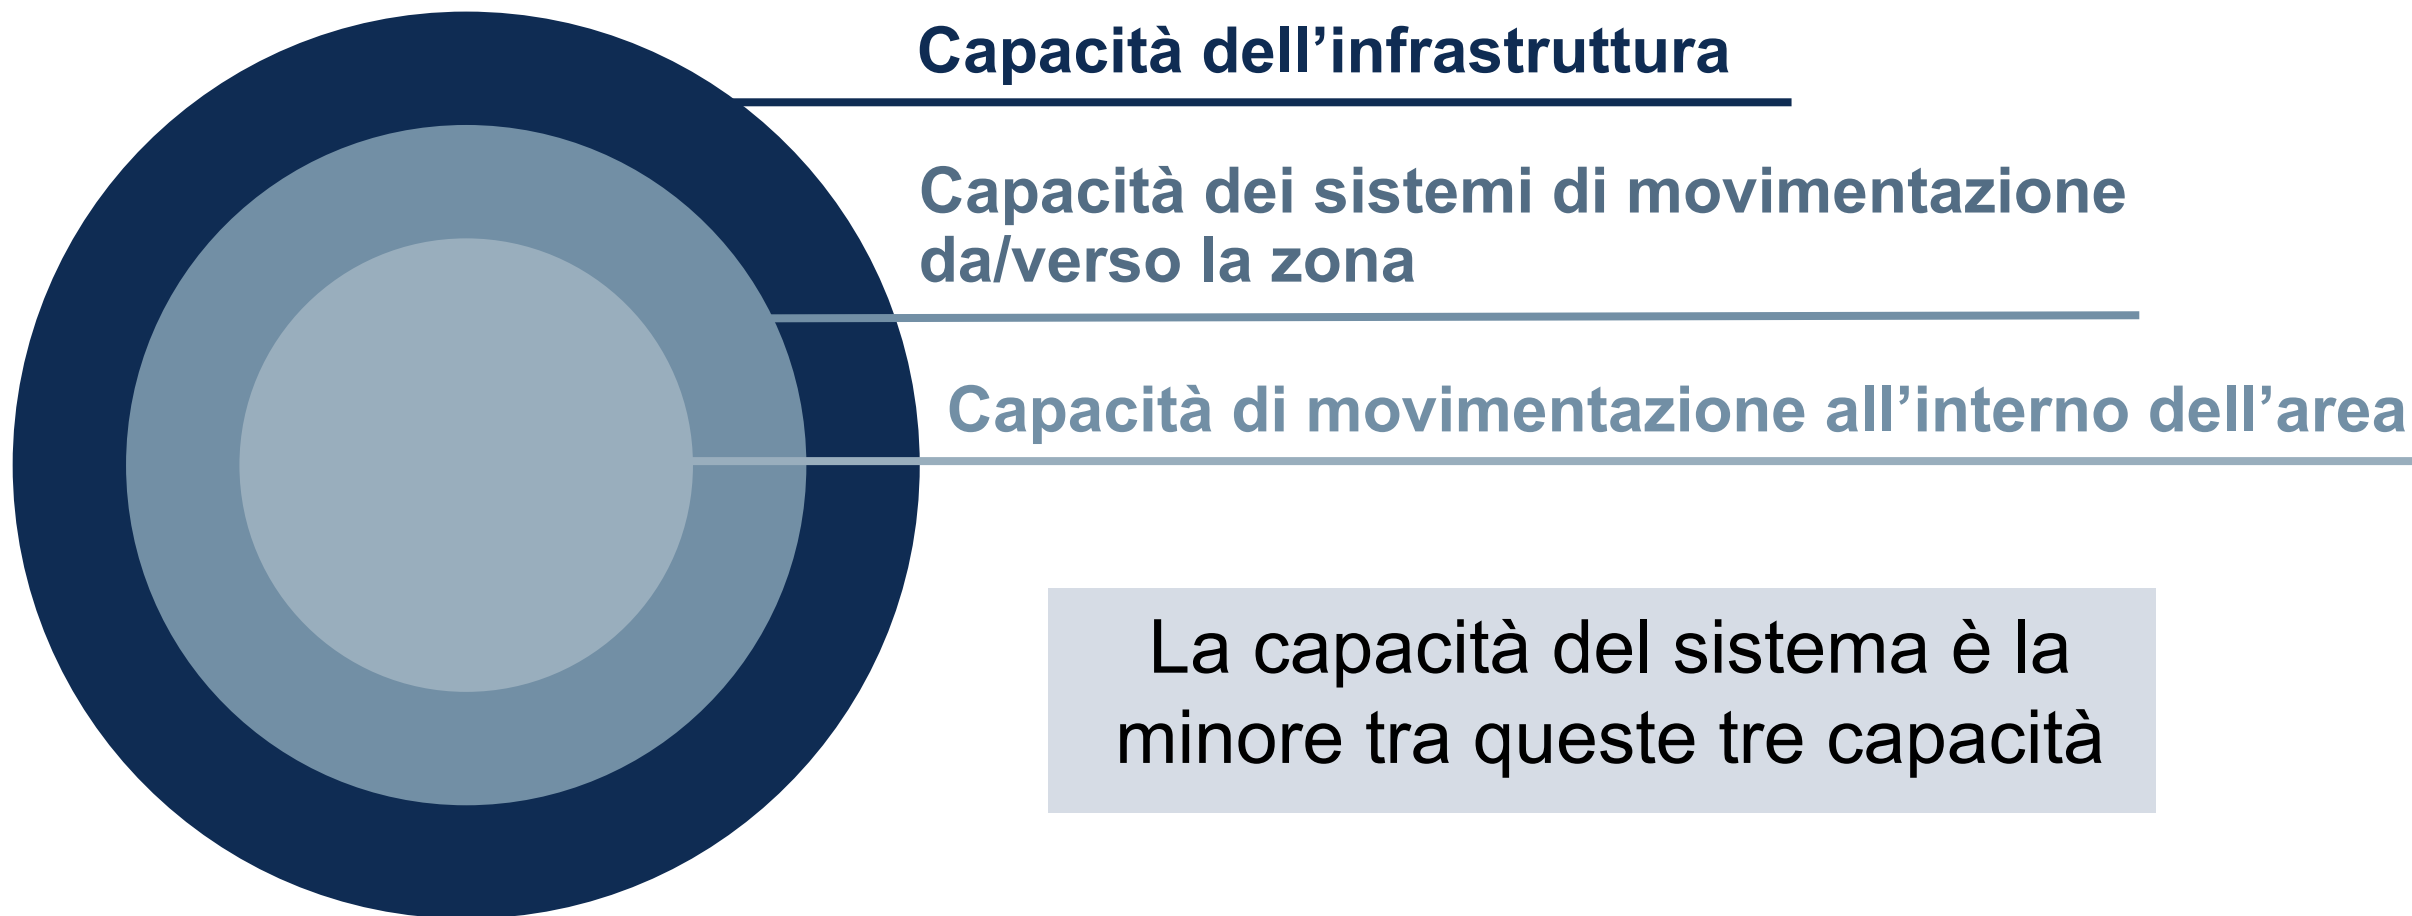 Capacità dell’infrastruttura
Capacità dei sistemi di movimentazione
da/verso la zona
Capacità di movimentazione all’interno dell’area
La capacità del sistema è la
minore tra queste tre capacità